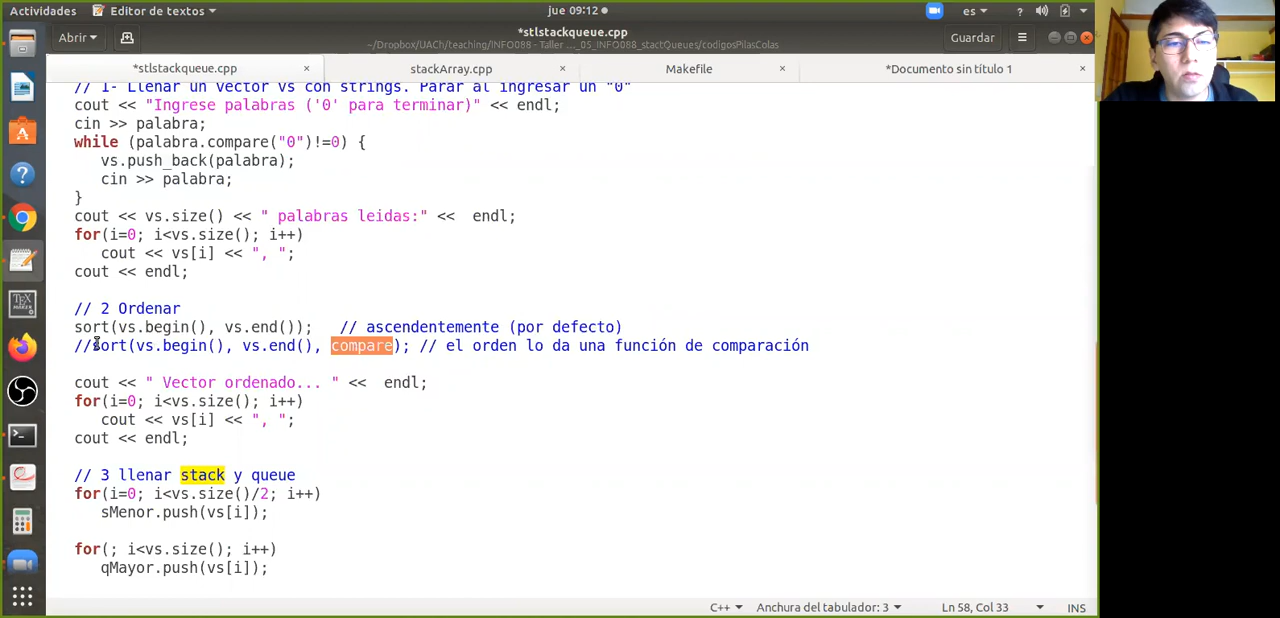 Actividades
Editor de textos
jue 09:12
es
Abrir
*stlstackqueue.cpp
~/Dropbox/UACh/teaching/INFO088 - Taller ..._05_INFO088_stactQueues/codigosPilasColas
Guardar
*stlstackqueue.cpp ×
stackArray.cpp ×
Makefile ×
*Documento sin título 1 ×
// 1- Llenar un vector vs con strings. Parar al ingresar un "0"
cout << "Ingrese palabras ('0' para terminar)" << endl;
cin >> palabra;
while (palabra.compare("0")!=0) {
vs.push_back(palabra);
cin >> palabra;
}
cout << vs.size() << " palabras leidas:" << endl;
for(i=0; i<vs.size(); i++)
cout << vs[i] << ", ";
cout << endl;
// 2 Ordenar
sort(vs.begin(), vs.end()); // ascendentemente (por defecto)
//sort(vs.begin(), vs.end(), compare); // el orden lo da una función de comparación
cout << " Vector ordenado... " << endl;
for(i=0; i<vs.size(); i++)
cout << vs[i] << ", ";
cout << endl;
// 3 llenar stack y queue
for(i=0; i<vs.size()/2; i++)
sMenor.push(vs[i]);
for(; i<vs.size(); i++)
qMayor.push(vs[i]);
C++
Anchura del tabulador: 3
Ln 58, Col 33
INS